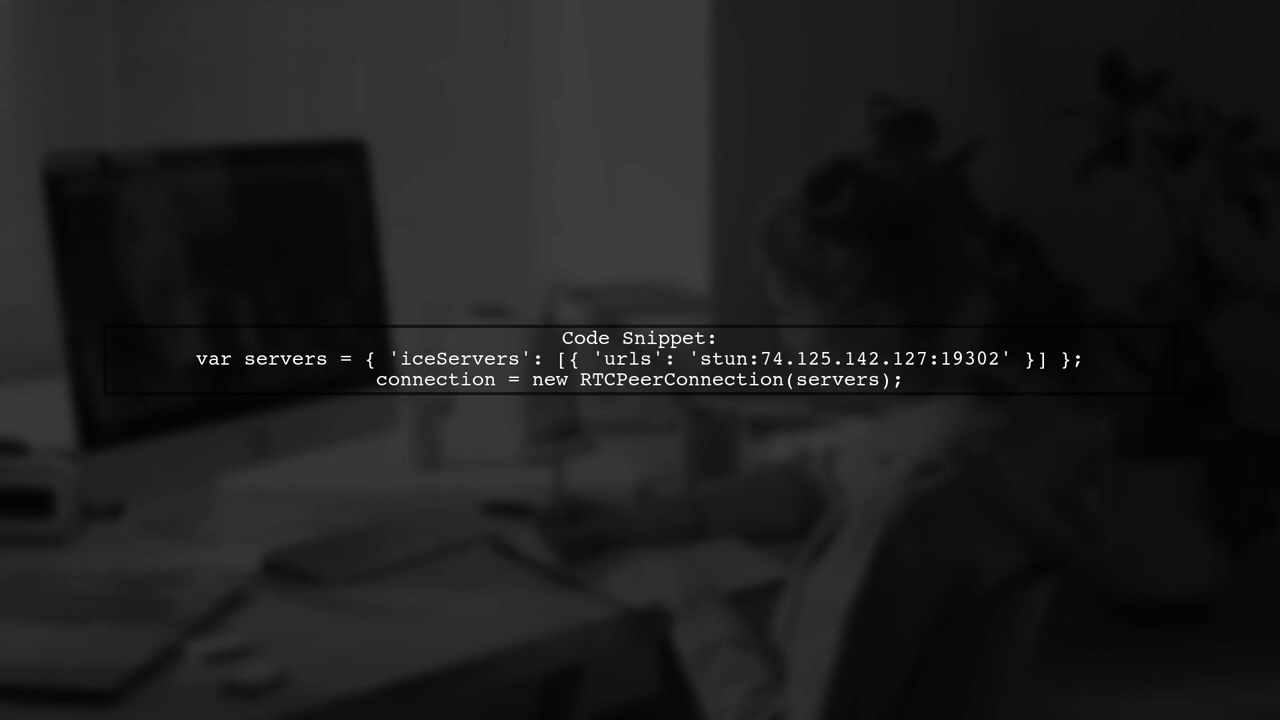 Code Snippet:
var servers = { 'iceServers': [{ 'urls': 'stun:74.125.142.127:19302' }] };
connection = new RTCPeerConnection(servers);